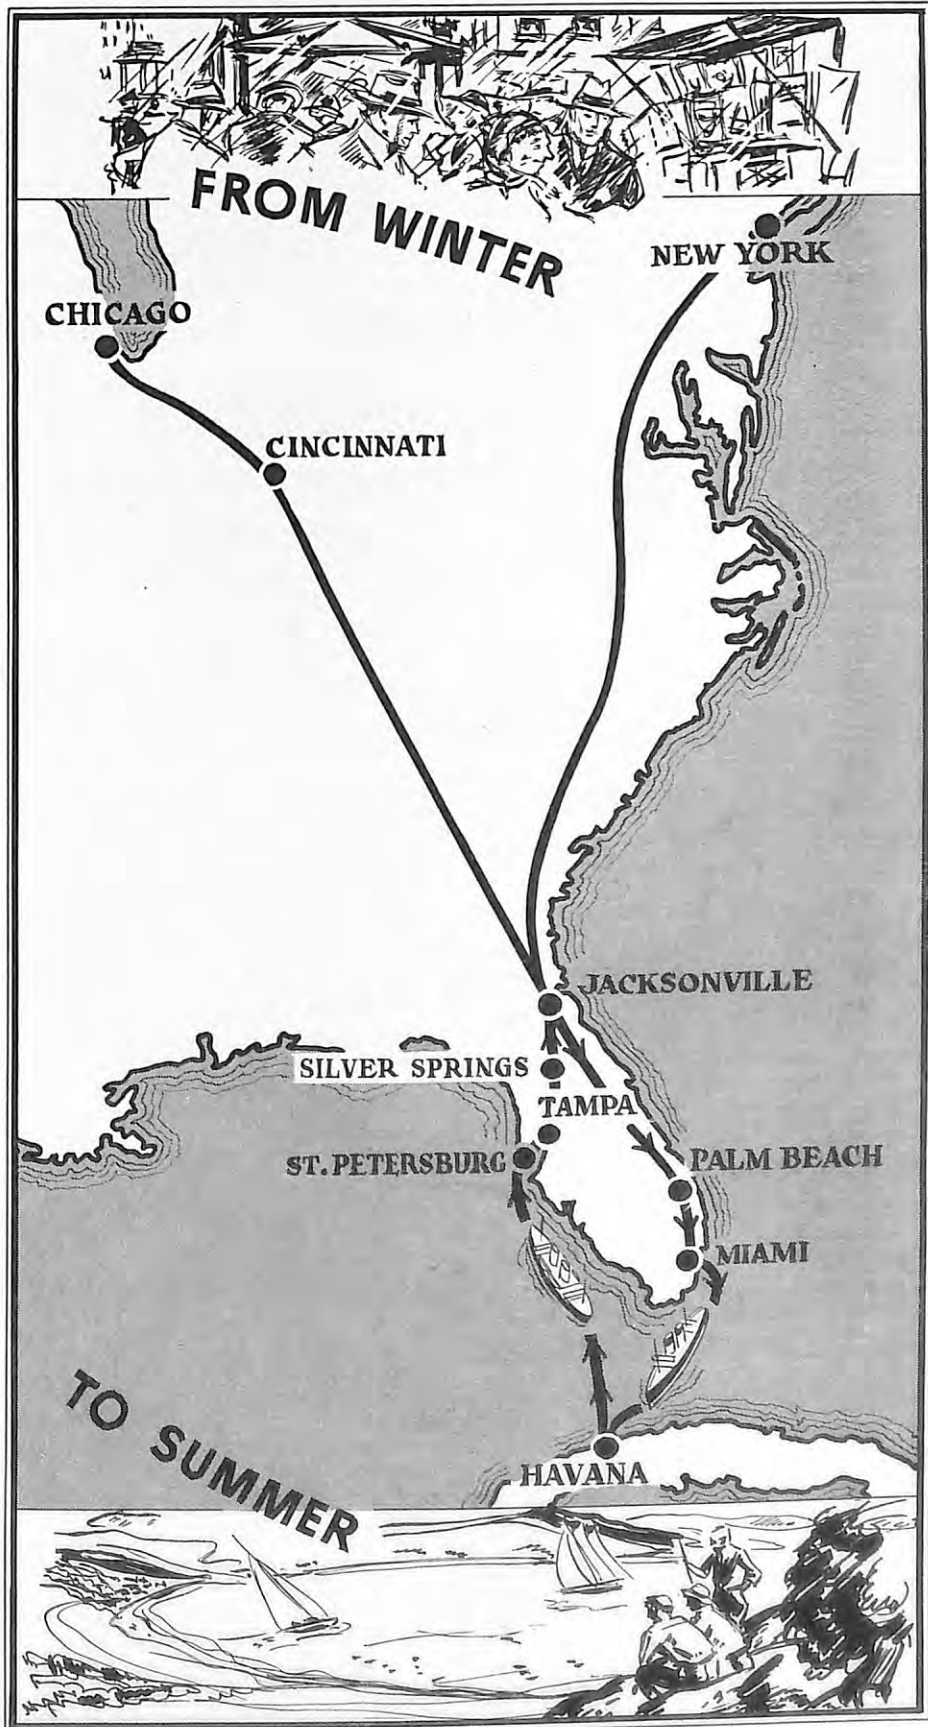 FROM WINTER
NEW YORK
CHICAGO
CINCINNATI
JACKSONVILLE
SILVER SPRINGS
TAMPA
ST. PETERSBURG
PALM BEACH
MIAMI
TO SUMMER
HAVANA